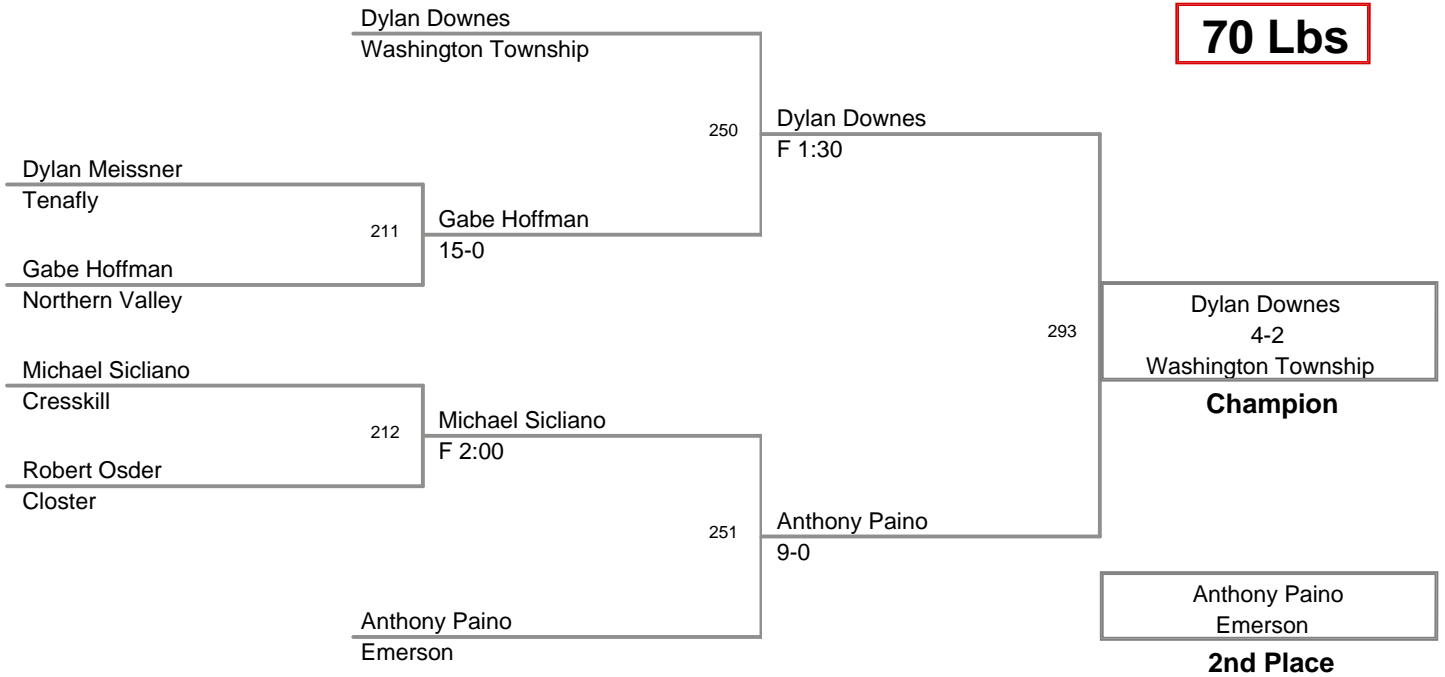 Dylan Downes
Washington Township
70 Lbs
250
Dylan Downes
F 1:30
Dylan Meissner
Tenafly
211
Gabe Hoffman
15-0
Gabe Hoffman
Northern Valley
293
Dylan Downes
4-2
Washington Township
Champion
Michael Sicliano
Cresskill
212
Michael Sicliano
F 2:00
Robert Osder
Closter
251
Anthony Paino
9-0
Anthony Paino
Emerson
Anthony Paino
Emerson
2nd Place